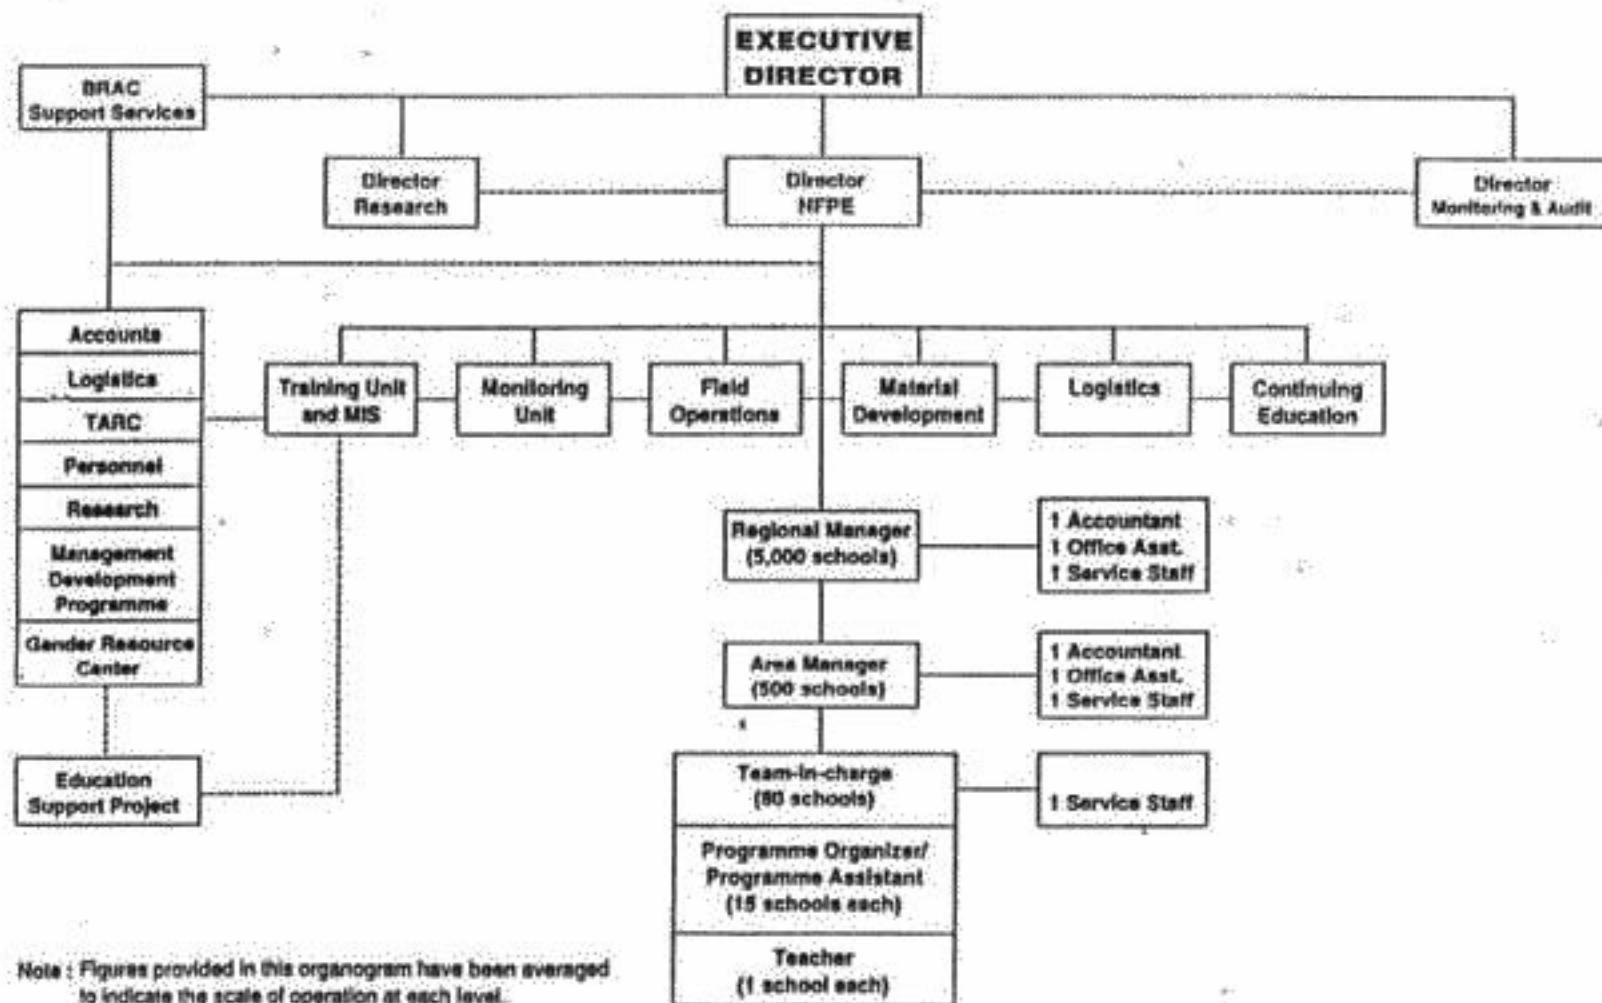 EXECUTIVE
DIRECTOR
BRAC
Support Services
Director
Research
Director
NFPE
Director
Monitoring & Audit
Accounts
Logistics
TARC
Personnel
Research
Management
Development
Programme
Gender Resource
Center
Training Unit
and MIS
Monitoring
Unit
Field
Operations
Material
Development
Logistics
Continuing
Education
Regional Manager
(5,000 schools)
1 Accountant
1 Office Asst.
1 Service Staff
Area Manager
(500 schools)
1 Accountant
1 Office Asst.
1 Service Staff
Education
Support Project
Team-in-charge
(80 schools)
1 Service Staff
Programme Organizer/
Programme Assistant
(15 schools each)
Teacher
(1 school each)
Note : Figures provided in this organogram have been averaged
to indicate the scale of operation at each level.